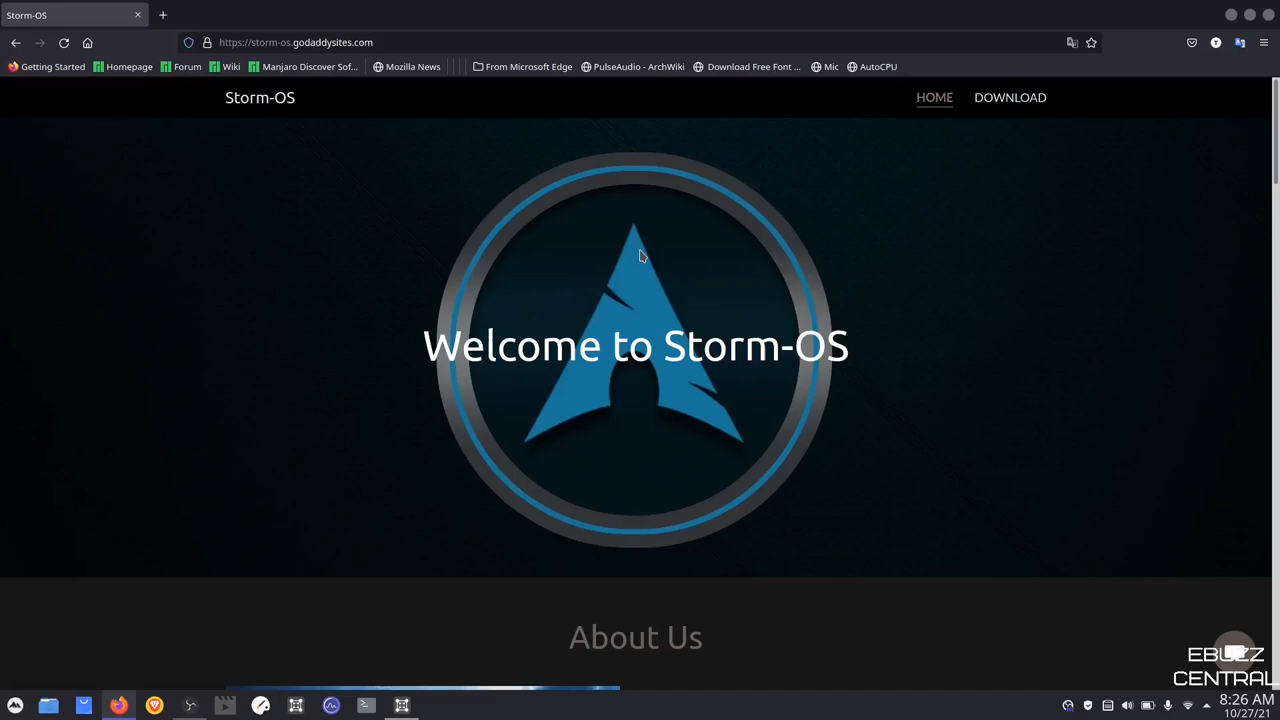 Storm-OS
https://storm-os.godaddysites.com
Getting Started Homepage Forum Wiki Manjaro Discover Sof... Mozilla News From Microsoft Edge PulseAudio - ArchWiki Download Free Font ... Mic AutoCPU
Storm-OS HOME DOWNLOAD
Welcome to Storm-OS
About Us
EBUZZ
CENTRAL
8:26 AM
10/27/21